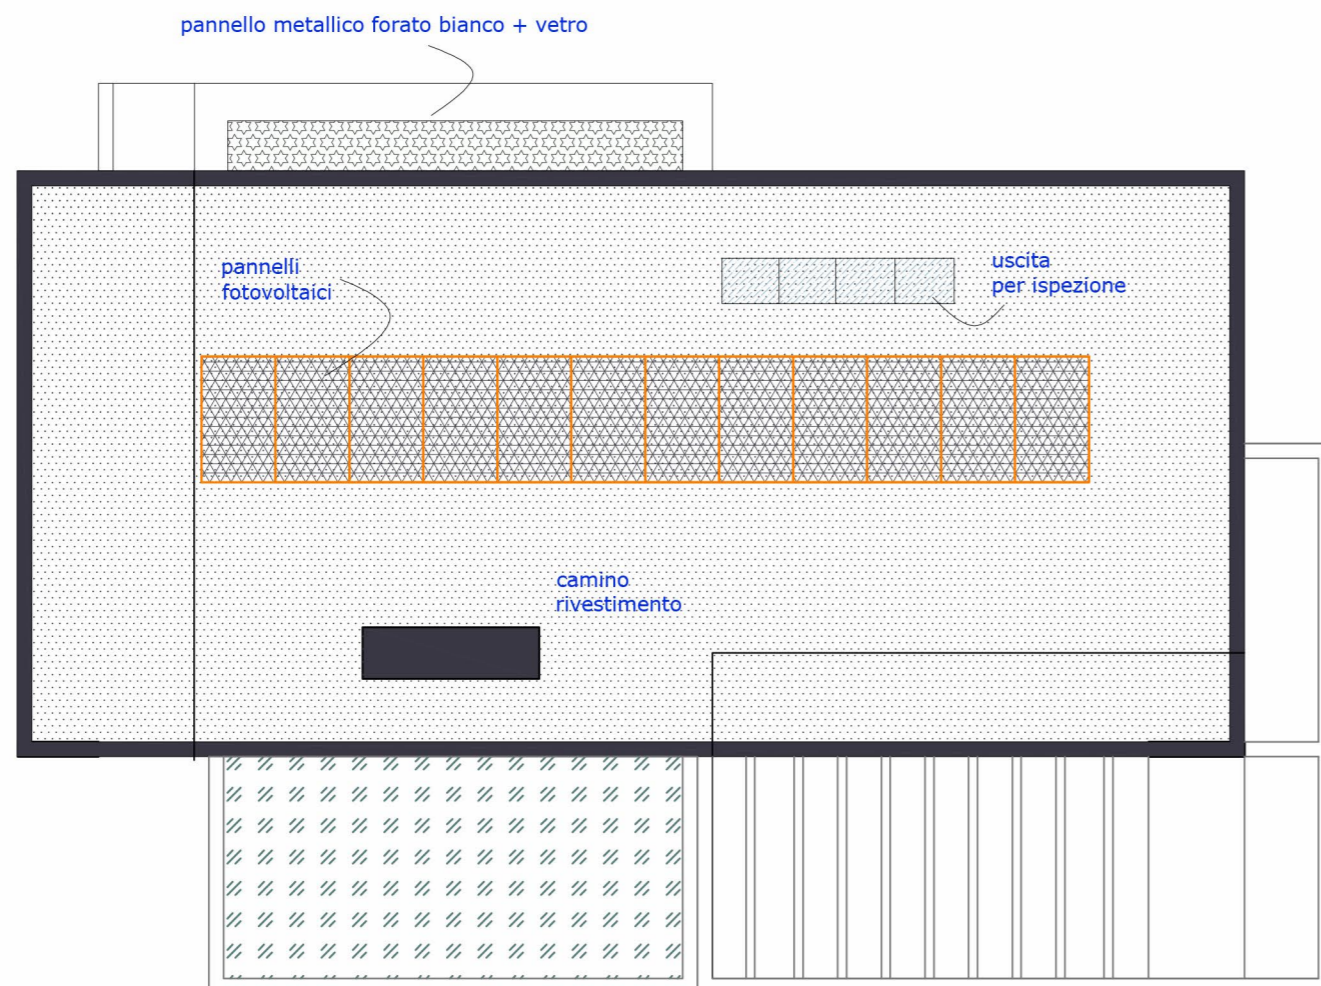 pannello metallico forato bianco + vetro
pannelli
fotovoltaici
uscita
per ispezione
camino
rivestimento